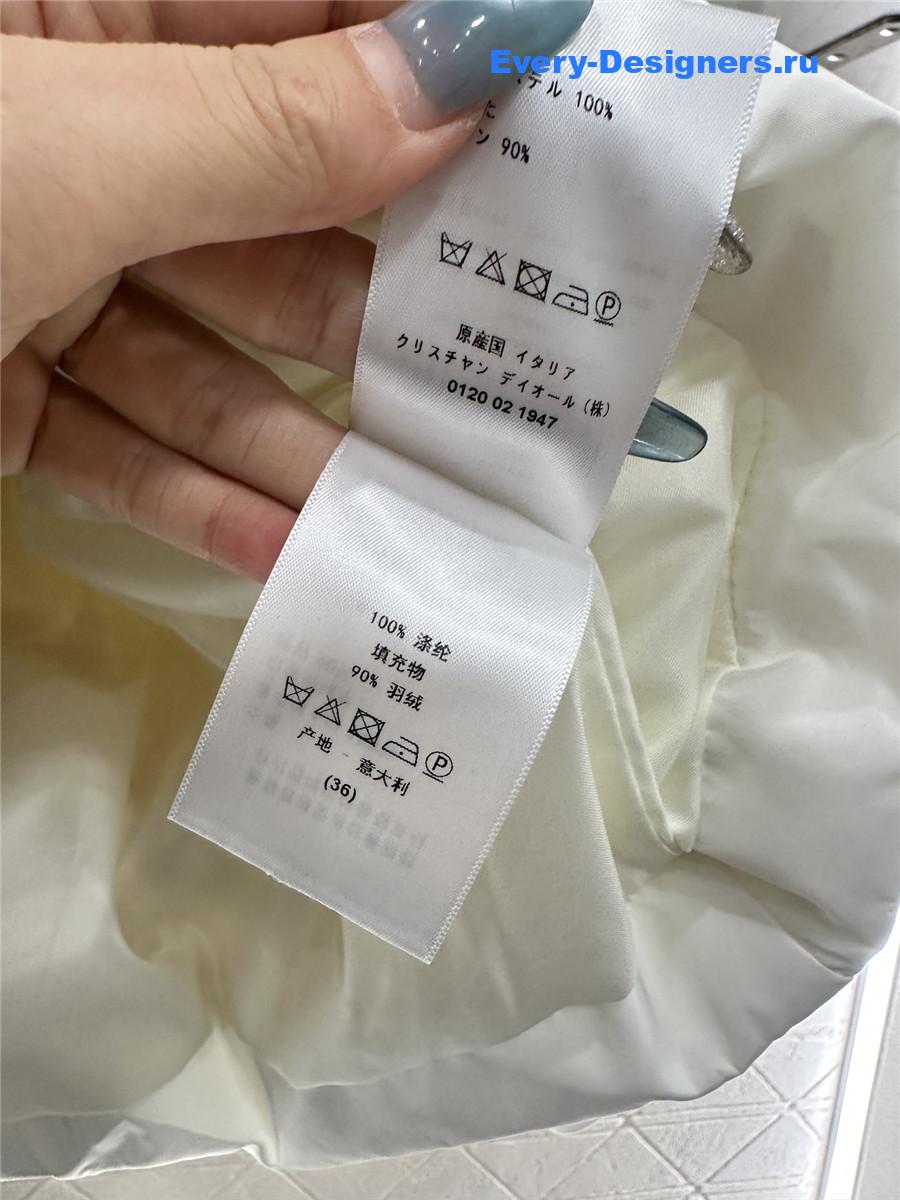 Every-Designers.ru
テル 100%
た
ン 90%
P
原産国 イタリア
クリスチャン ディオール (株)
0120 02 1947
100% 涤纶
填充物
90% 羽绒
P
产地 - 意大利
(36)